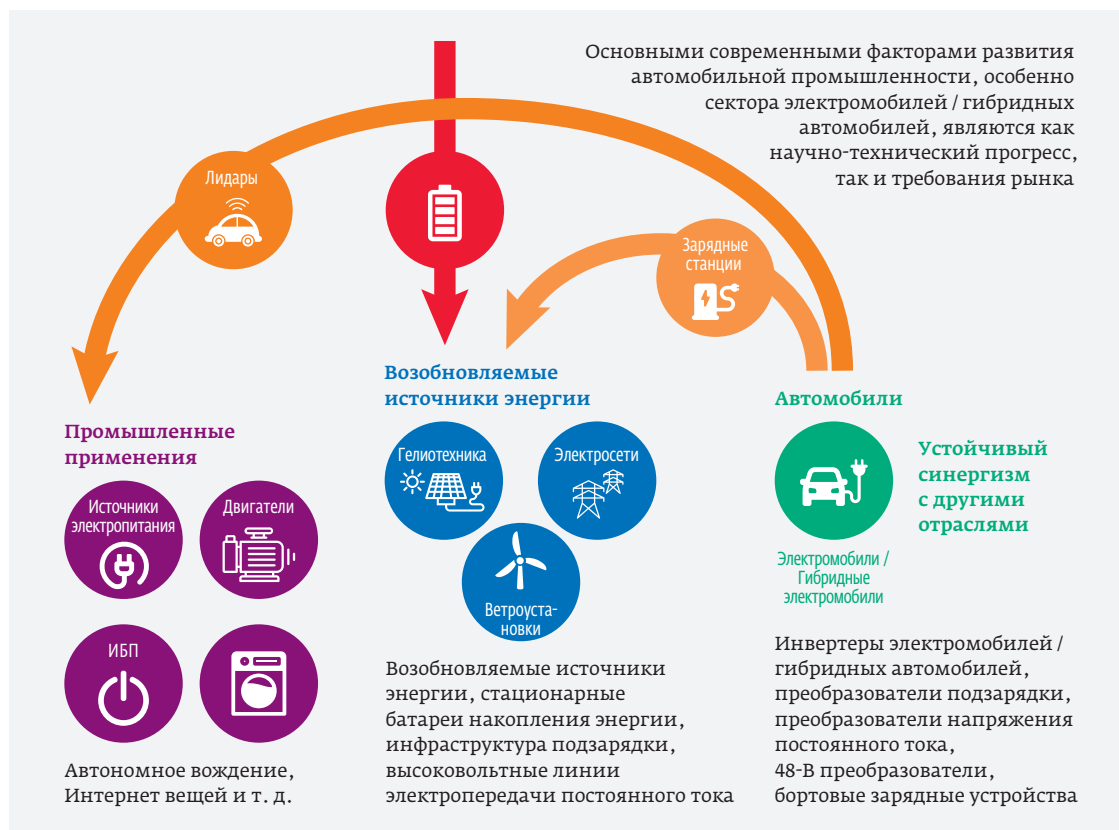 Основными современными факторами развития
автомобильной промышленности, особенно
сектора электромобилей / гибридных
автомобилей, являются как
научно-технический прогресс,
так и требования рынка
Лидары
Зарядные
станции
Промышленные
применения
Источники
электропитания
Двигатели
ИБП
Автономное вождение,
Интернет вещей и т. д.
Возобновляемые
источники энергии
Гелиотехника
Электросети
Ветроуста-
новки
Возобновляемые источники
энергии, стационарные
батареи накопления энергии,
инфраструктура подзарядки,
высоковольтные линии
электропередачи постоянного тока
Автомобили
Устойчивый
синергизм
с другими
отраслями
Электромобили /
Гибридные
электромобили
Инвертеры электромобилей /
гибридных автомобилей,
преобразователи подзарядки,
преобразователи напряжения
постоянного тока,
48-В преобразователи,
бортовые зарядные устройства